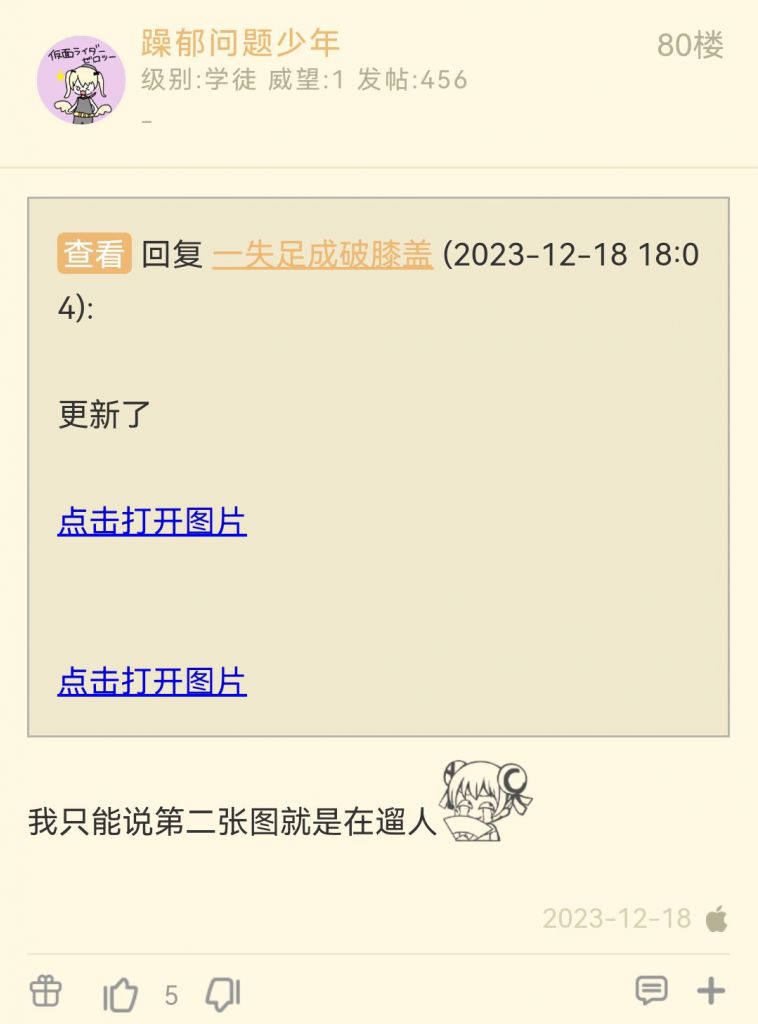 仮面ライダー
ゼロツー
躁郁问题少年
80楼
级别:学徒 威望:1 发帖:456
-
查看 回复 一失足成破膝盖 (2023-12-18 18:0
4):
更新了
点击打开图片
点击打开图片
我只能说第二张图就是在遛人
2023-12-18
5